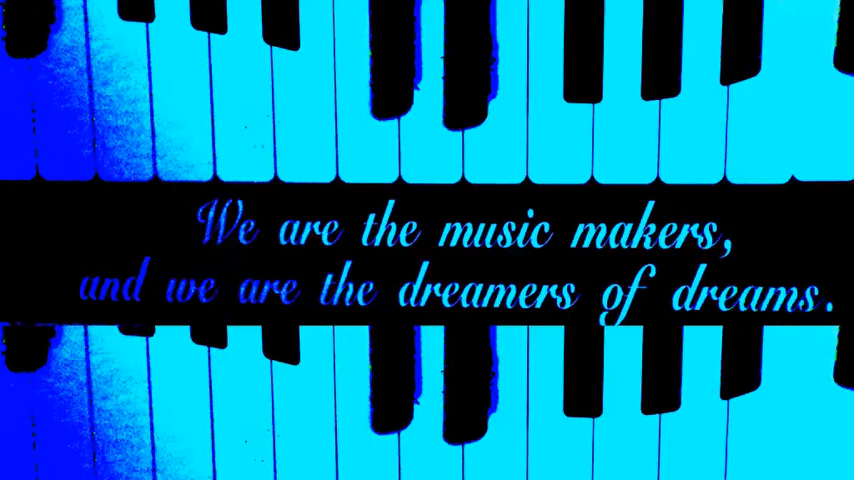 We are the music makers,
and we are the dreamers of dreams.